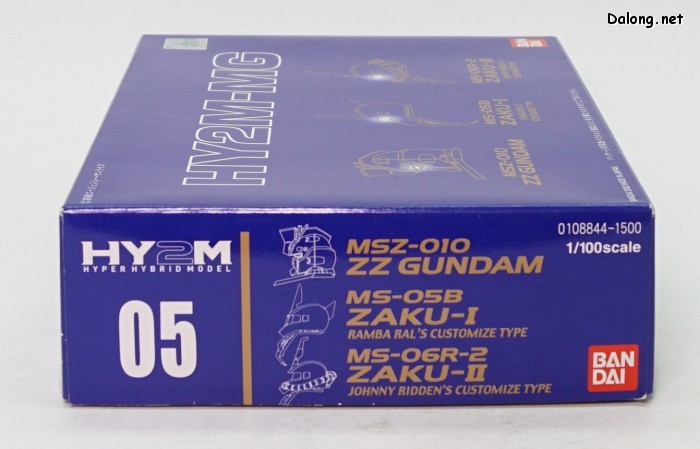 Dalong.net
HY2M-MG
BANDAI
MS-06R-2
ZAKU-II
MS-05B
ZAKU-I
MSZ-010
ZZ GUNDAM
HY2M
HYPER HYBRID MODEL
05
MSZ-010
ZZ GUNDAM
MS-05B
ZAKU-I
RAMBA RAL'S CUSTOMIZE TYPE
MS-06R-2
ZAKU-II
JOHNNY RIDDEN'S CUSTOMIZE TYPE
0108844-1500
1/100scale
BAN
DAI